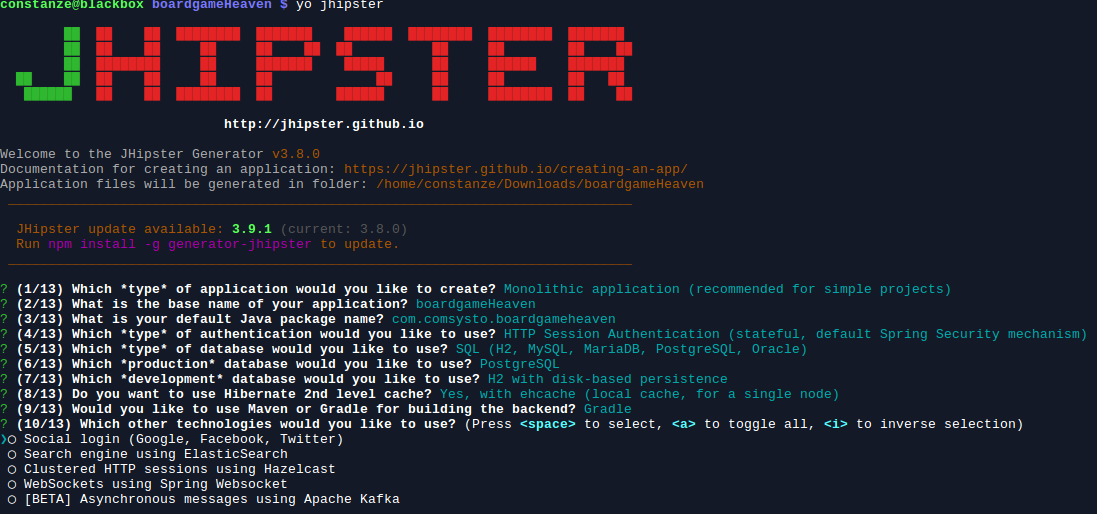 constanze@blackbox boardgameHeaven $ yo jhipster
JHIPSTER
http://jhipster.github.io
Welcome to the JHipster Generator v3.8.0
Documentation for creating an application: https://jhipster.github.io/creating-an-app/
Application files will be generated in folder: /home/constanze/Downloads/boardgameHeaven
JHipster update available: 3.9.1 (current: 3.8.0)
Run npm install -g generator-jhipster to update.
? (1/13) Which *type* of application would you like to create? Monolithic application (recommended for simple projects)
? (2/13) What is the base name of your application? boardgameHeaven
? (3/13) What is your default Java package name? com.comsysto.boardgameheaven
? (4/13) Which *type* of authentication would you like to use? HTTP Session Authentication (stateful, default Spring Security mechanism)
? (5/13) Which *type* of database would you like to use? SQL (H2, MySQL, MariaDB, PostgreSQL, Oracle)
? (6/13) Which *production* database would you like to use? PostgreSQL
? (7/13) Which *development* database would you like to use? H2 with disk-based persistence
? (8/13) Do you want to use Hibernate 2nd level cache? Yes, with ehcache (local cache, for a single node)
? (9/13) Would you like to use Maven or Gradle for building the backend? Gradle
? (10/13) Which other technologies would you like to use? (Press <space> to select, <a> to toggle all, <i> to inverse selection)
❯◯ Social login (Google, Facebook, Twitter)
◯ Search engine using ElasticSearch
◯ Clustered HTTP sessions using Hazelcast
◯ WebSockets using Spring Websocket
◯ [BETA] Asynchronous messages using Apache Kafka